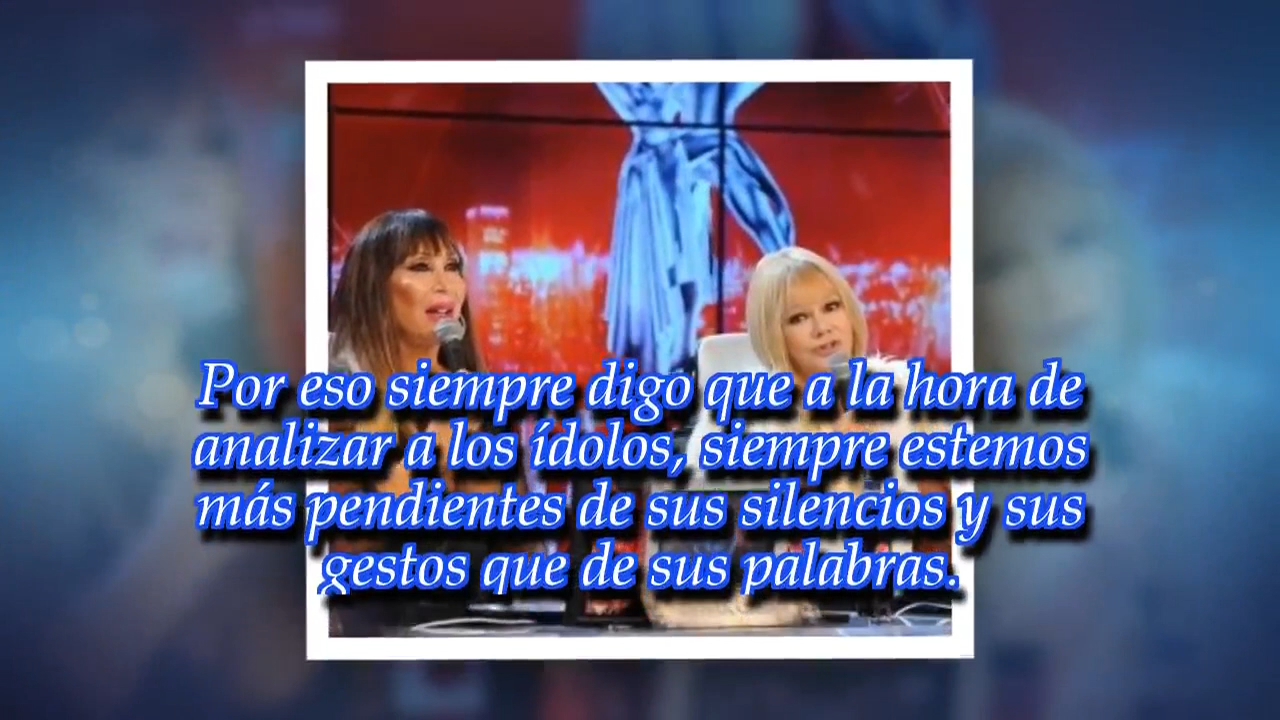 Por eso siempre digo que a la hora de
analizar a los ídolos, siempre estemos
más pendientes de sus silencios y sus
gestos que de sus palabras.